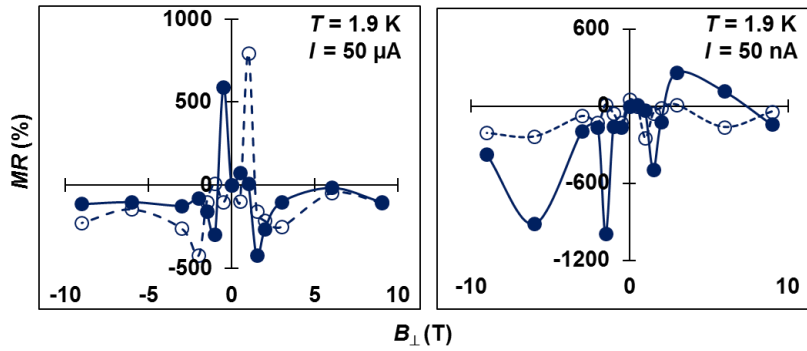 MR (%)
1000
500
0
-500
-10
-5
0
5
10
T = 1.9 K
I = 50 µA
600
0
-600
-1200
-10
0
10
T = 1.9 K
I = 50 nA
B⊥ (T)